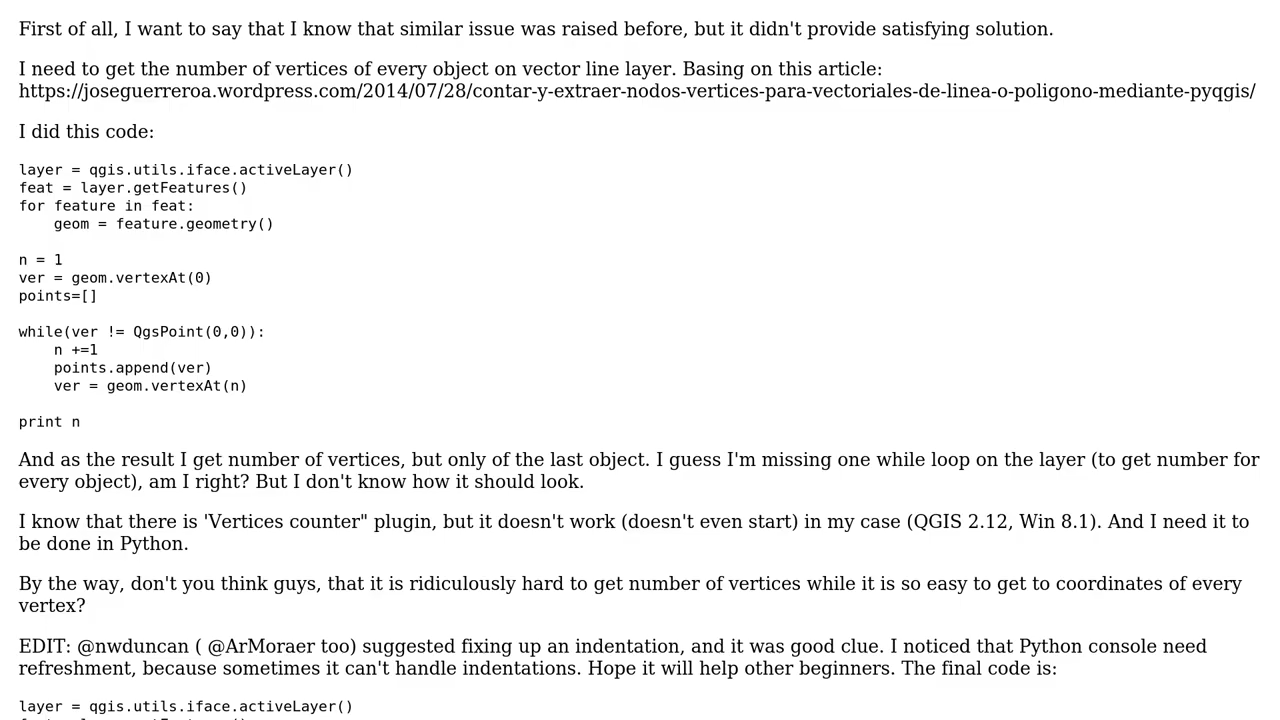 First of all, I want to say that I know that similar issue was raised before, but it didn't provide satisfying solution.
I need to get the number of vertices of every object on vector line layer. Basing on this article:
https://joseguerreroa.wordpress.com/2014/07/28/contar-y-extraer-nodos-vertices-para-vectoriales-de-linea-o-poligono-mediante-pyqgis/
I did this code:
layer = qgis.utils.iface.activeLayer()
feat = layer.getFeatures()
for feature in feat:
    geom = feature.geometry()
n = 1
ver = geom.vertexAt(0)
points=[]
while(ver != QgsPoint(0,0)):
    n +=1
    points.append(ver)
    ver = geom.vertexAt(n)
print n
And as the result I get number of vertices, but only of the last object. I guess I'm missing one while loop on the layer (to get number for
every object), am I right? But I don't know how it should look.
I know that there is 'Vertices counter" plugin, but it doesn't work (doesn't even start) in my case (QGIS 2.12, Win 8.1). And I need it to
be done in Python.
By the way, don't you think guys, that it is ridiculously hard to get number of vertices while it is so easy to get to coordinates of every
vertex?
EDIT: @nwduncan ( @ArMoraer too) suggested fixing up an indentation, and it was good clue. I noticed that Python console need
refreshment, because sometimes it can't handle indentations. Hope it will help other beginners. The final code is:
layer = qgis.utils.iface.activeLayer()